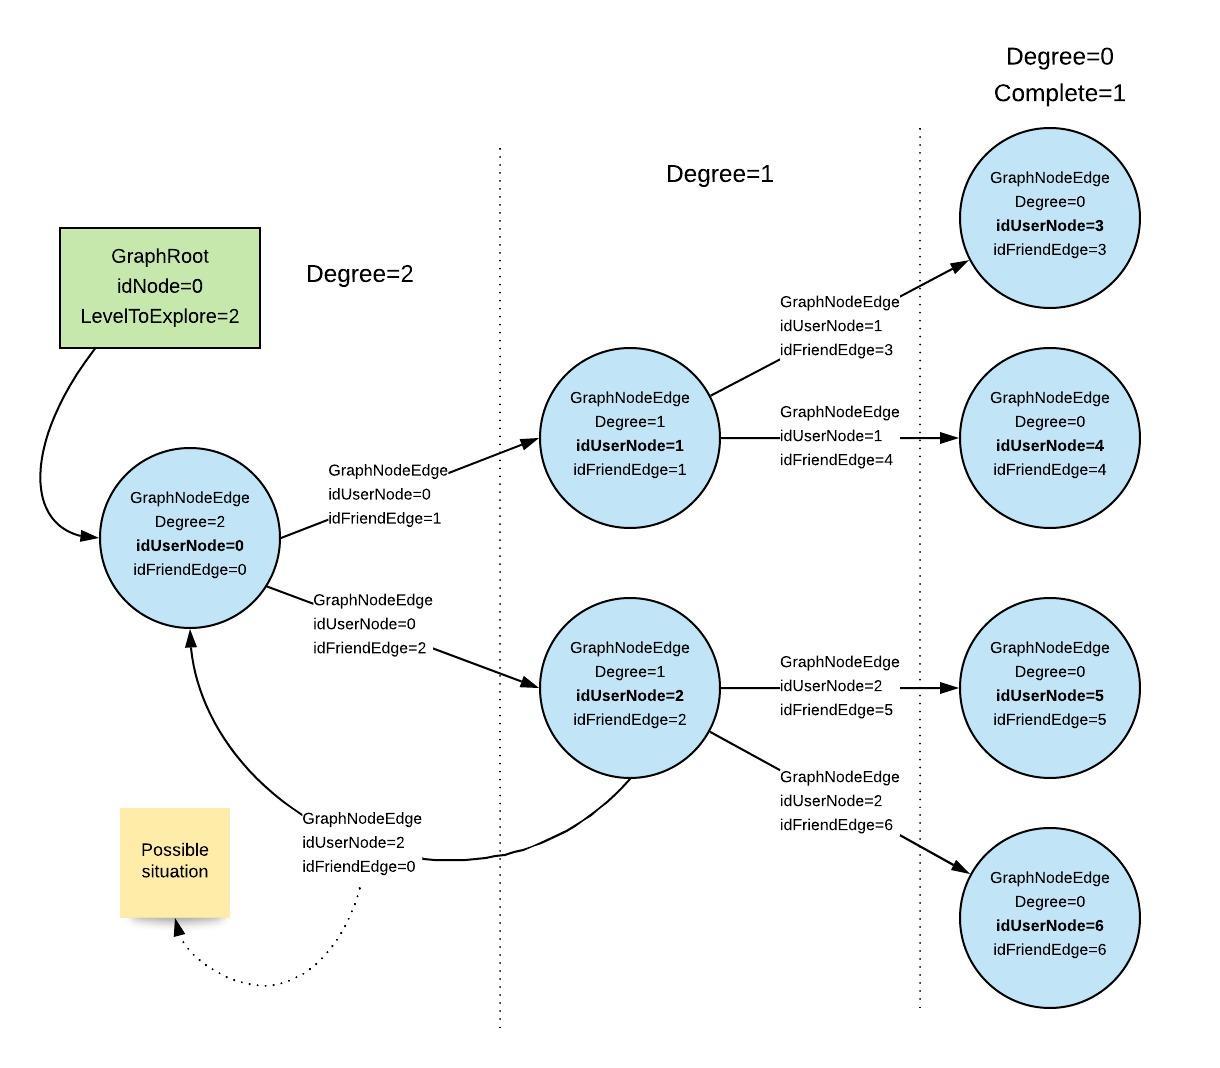 Degree=0
Complete=1
Degree=1
Degree=2
GraphRoot
idNode=0
LevelToExplore=2
GraphNodeEdge
Degree=2
idUserNode=0
idFriendEdge=0
GraphNodeEdge
idUserNode=0
idFriendEdge=1
GraphNodeEdge
idUserNode=0
idFriendEdge=2
GraphNodeEdge
Degree=1
idUserNode=1
idFriendEdge=1
GraphNodeEdge
idUserNode=1
idFriendEdge=3
GraphNodeEdge
idUserNode=1
idFriendEdge=4
GraphNodeEdge
Degree=0
idUserNode=3
idFriendEdge=3
GraphNodeEdge
Degree=0
idUserNode=4
idFriendEdge=4
GraphNodeEdge
Degree=1
idUserNode=2
idFriendEdge=2
GraphNodeEdge
idUserNode=2
idFriendEdge=5
GraphNodeEdge
idUserNode=2
idFriendEdge=6
GraphNodeEdge
Degree=0
idUserNode=5
idFriendEdge=5
GraphNodeEdge
Degree=0
idUserNode=6
idFriendEdge=6
GraphNodeEdge
idUserNode=2
idFriendEdge=0
Possible
situation